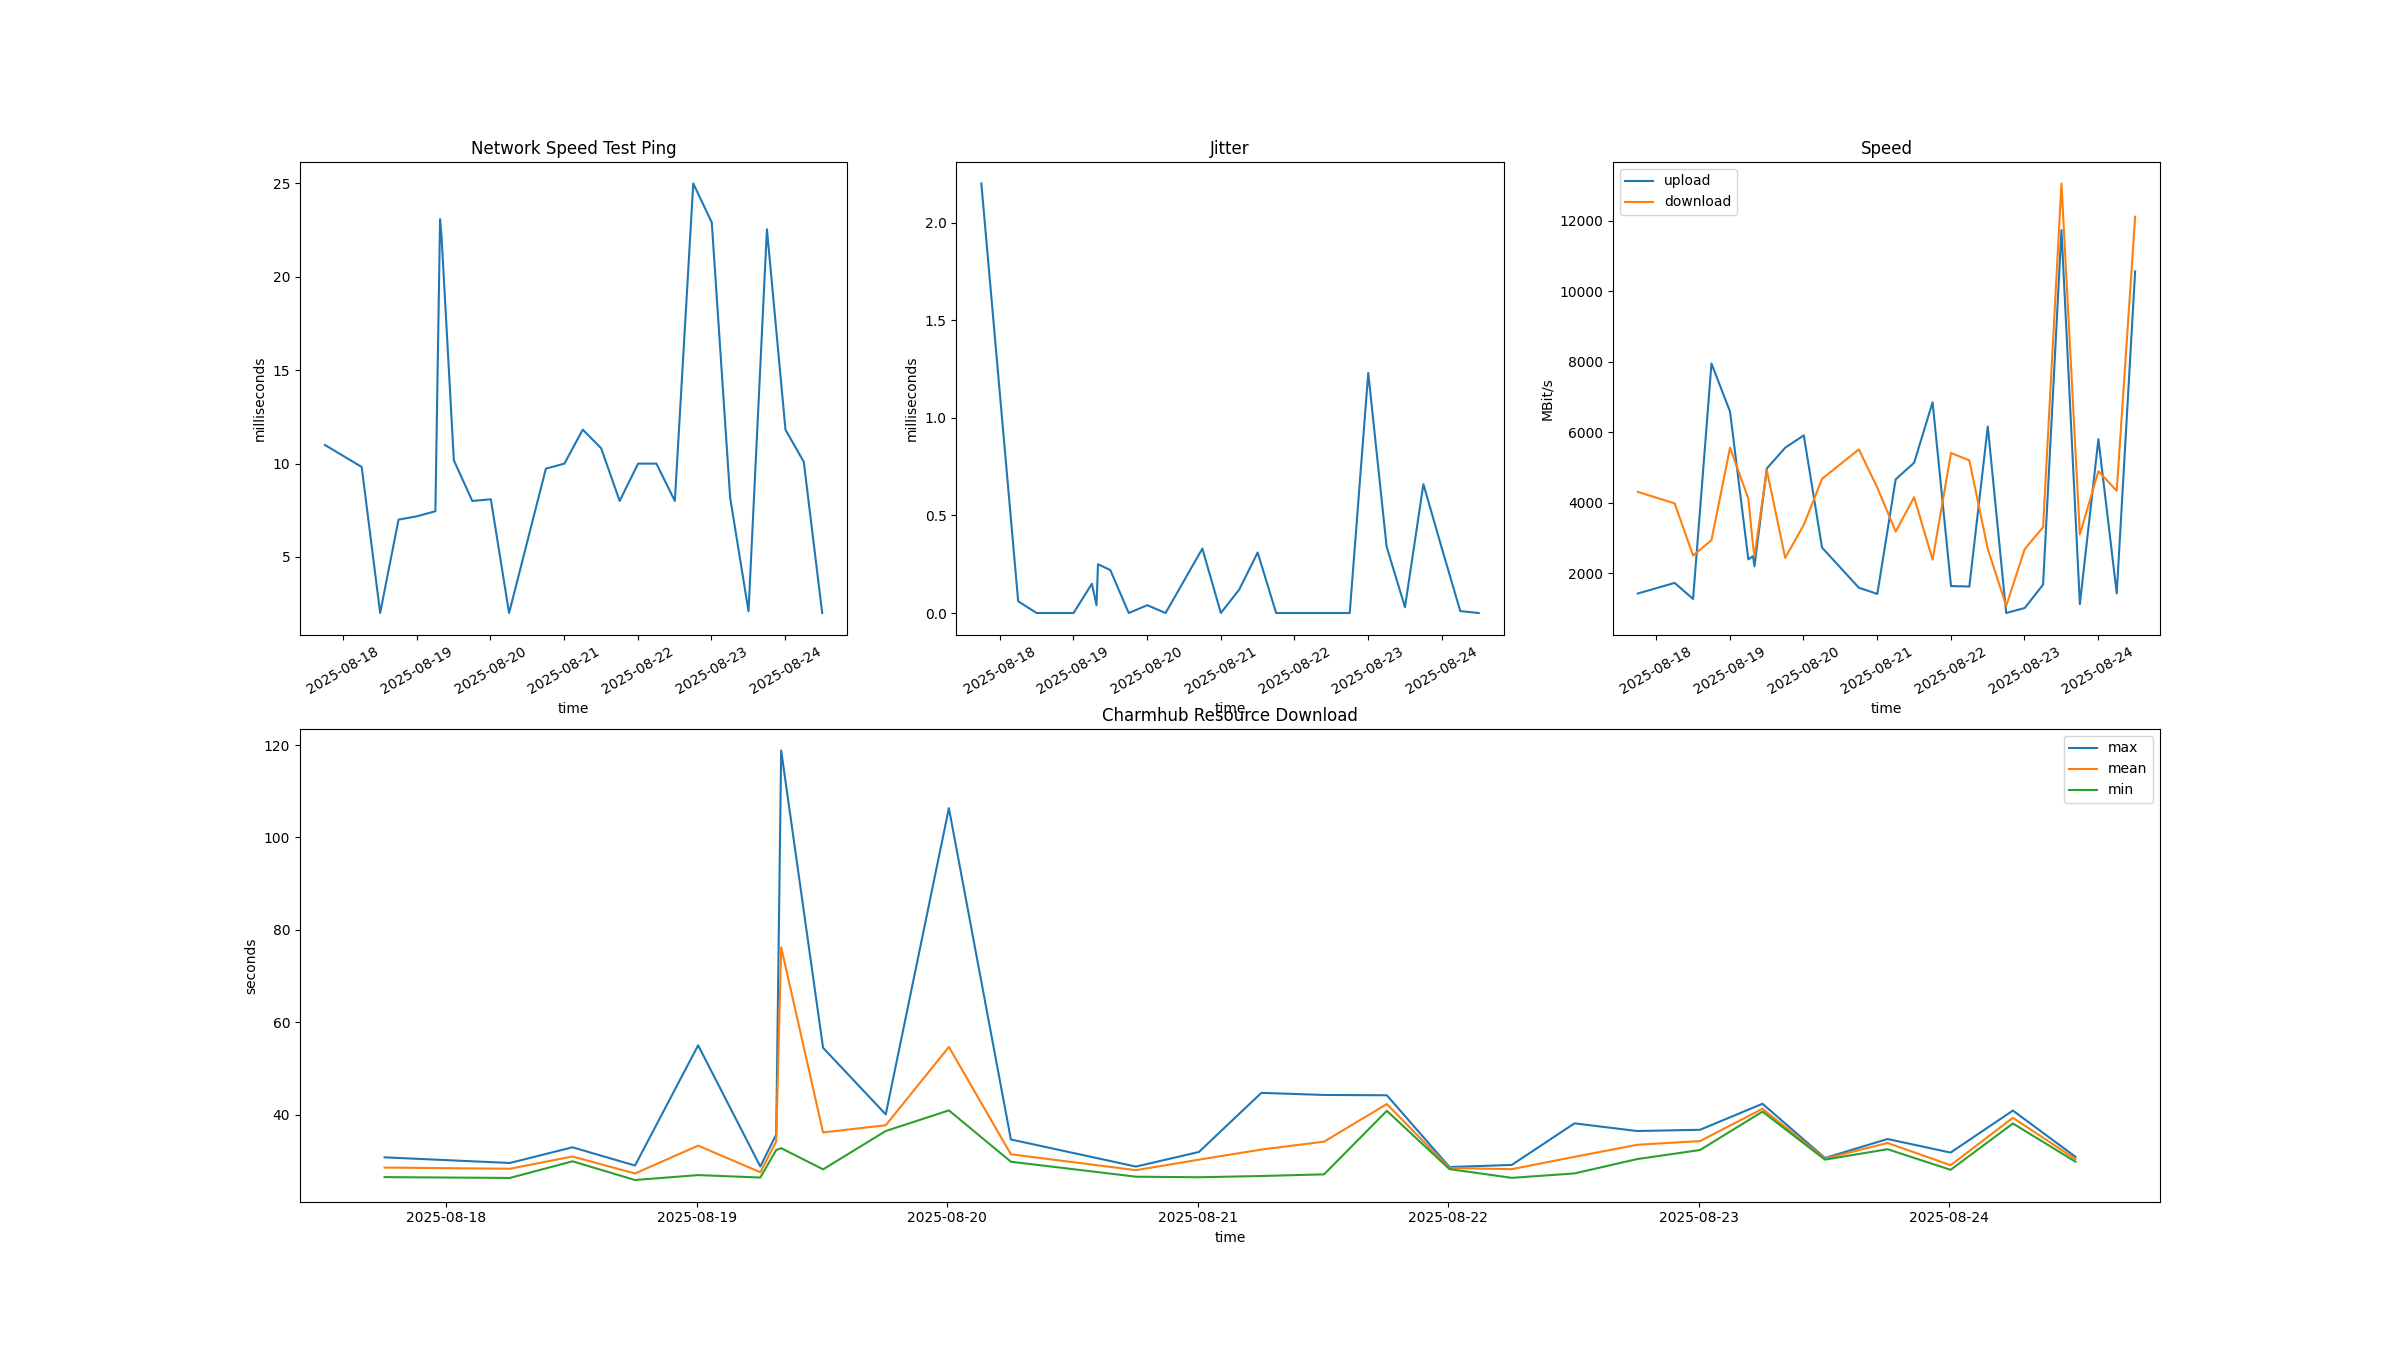 Network Speed Test Ping
milliseconds
25
20
15
10
5
2025-08-18
2025-08-19
2025-08-20
2025-08-21
2025-08-22
2025-08-23
2025-08-24
time
Jitter
milliseconds
2.0
1.5
1.0
0.5
0.0
2025-08-18
2025-08-19
2025-08-20
2025-08-21
2025-08-22
2025-08-23
2025-08-24
time
Speed
upload
download
MBit/s
12000
10000
8000
6000
4000
2000
2025-08-18
2025-08-19
2025-08-20
2025-08-21
2025-08-22
2025-08-23
2025-08-24
time
Charmhub Resource Download
max
mean
min
seconds
120
100
80
60
40
2025-08-18
2025-08-19
2025-08-20
2025-08-21
2025-08-22
2025-08-23
2025-08-24
time